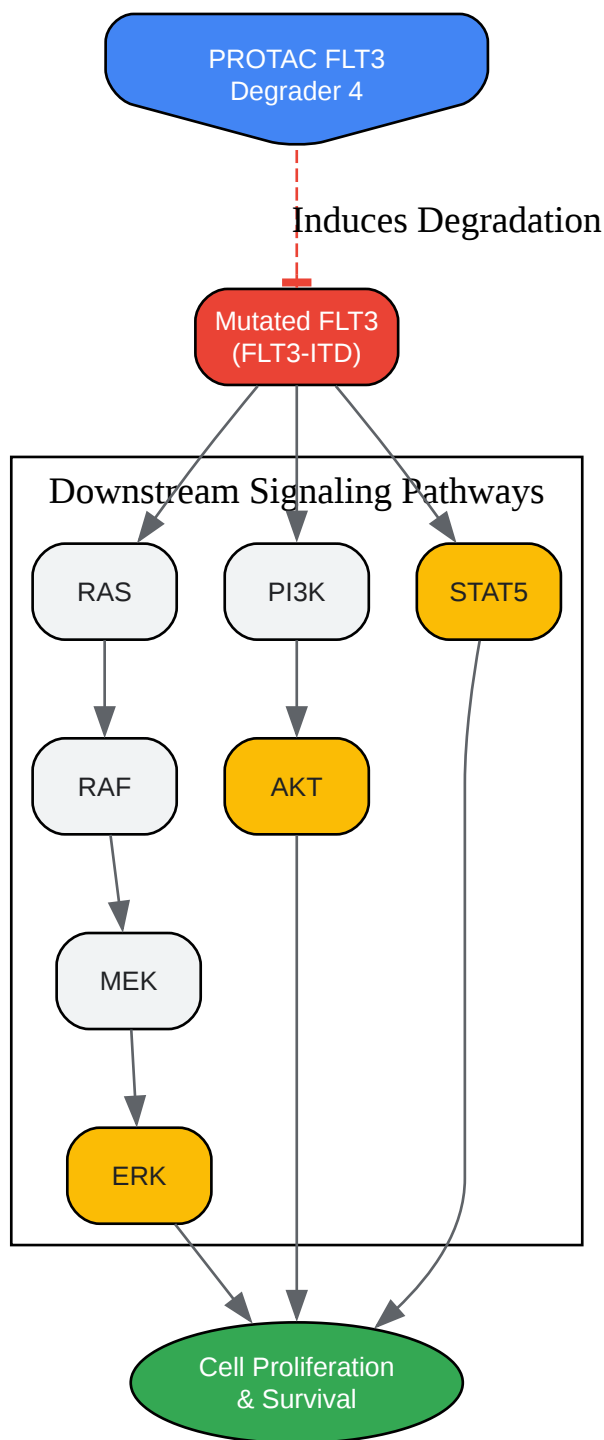 PROTAC FLT3
Degrader 4
Induces Degradation
Mutated FLT3
(FLT3-ITD)
Downstream Signaling Pathways
RAS
PI3K
STAT5
RAF
AKT
MEK
ERK
Cell Proliferation
& Survival